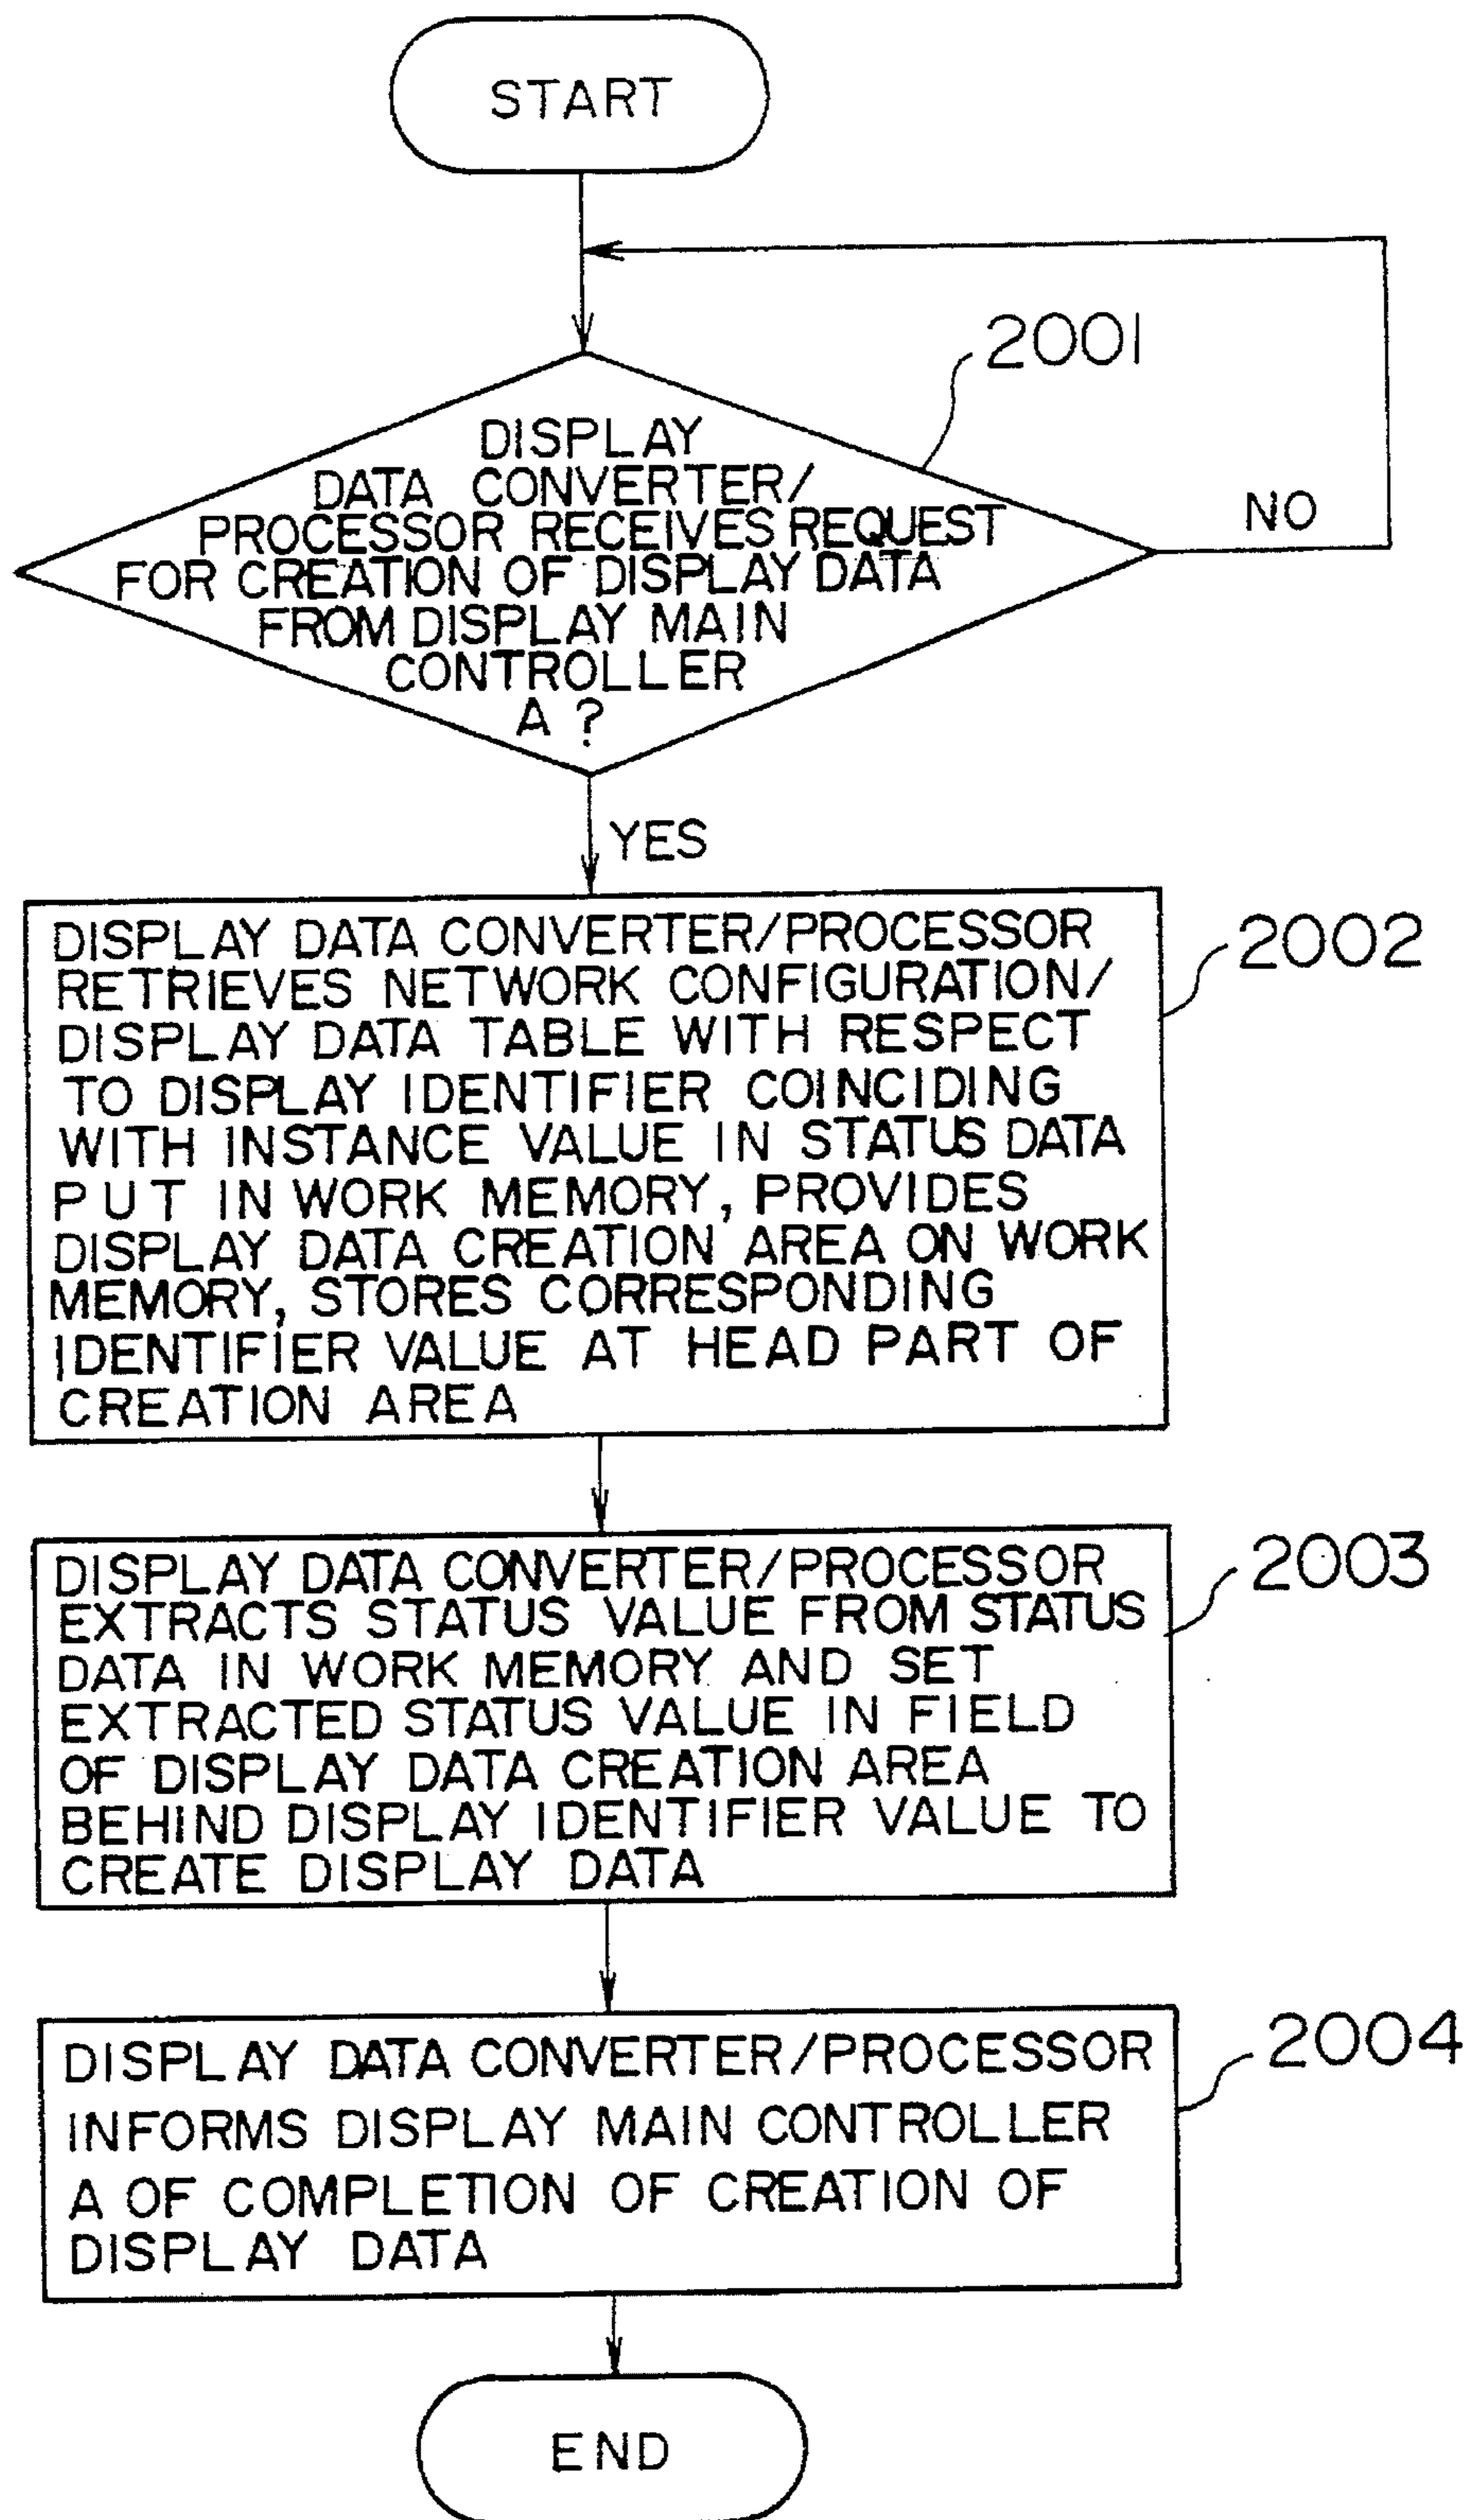 START
2001
DISPLAY
DATA CONVERTER/
PROCESSOR RECEIVES REQUEST
FOR CREATION OF DISPLAY DATA
FROM DISPLAY MAIN
CONTROLLER
A ?
NO
YES
DISPLAY DATA CONVERTER/PROCESSOR
RETRIEVES NETWORK CONFIGURATION/
DISPLAY DATA TABLE WITH RESPECT
TO DISPLAY IDENTIFIER COINCIDING
WITH INSTANCE VALUE IN STATUS DATA
PUT IN WORK MEMORY, PROVIDES
DISPLAY DATA CREATION AREA ON WORK
MEMORY, STORES CORRESPONDING
IDENTIFIER VALUE AT HEAD PART OF
CREATION AREA
2002
DISPLAY DATA CONVERTER/PROCESSOR
EXTRACTS STATUS VALUE FROM STATUS
DATA IN WORK MEMORY AND SET
EXTRACTED STATUS VALUE IN FIELD
OF DISPLAY DATA CREATION AREA
BEHIND DISPLAY IDENTIFIER VALUE TO
CREATE DISPLAY DATA
2003
DISPLAY DATA CONVERTER/PROCESSOR
INFORMS DISPLAY MAIN CONTROLLER
A OF COMPLETION OF CREATION OF
DISPLAY DATA
2004
END